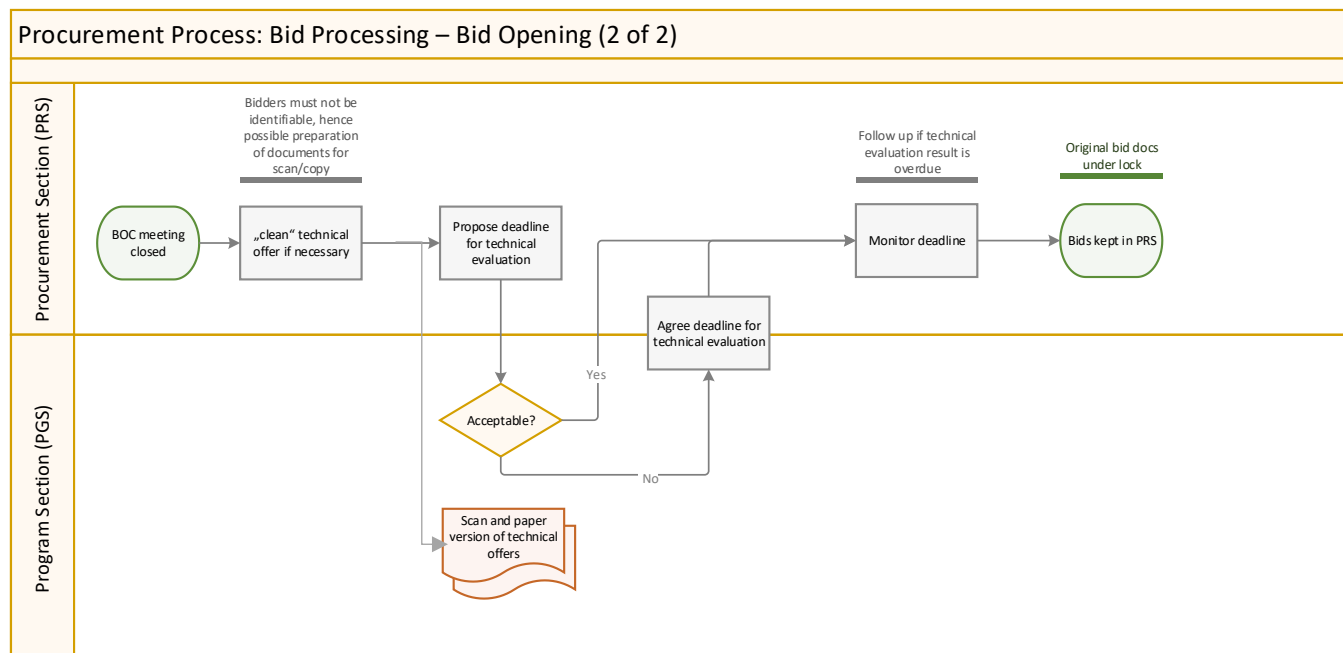 Procurement Process: Bid Processing – Bid Opening (2 of 2)
Procurement Section (PRS)
Bidders must not be
identifiable, hence
possible preparation
of documents for
scan/copy
Follow up if technical
evaluation result is
overdue
Original bid docs
under lock
BOC meeting
closed
„clean“ technical
offer if necessary
Propose deadline
for technical
evaluation
Monitor deadline
Bids kept in PRS
Agree deadline for
technical evaluation
Program Section (PGS)
Yes
Acceptable?
No
Scan and paper
version of technical
offers